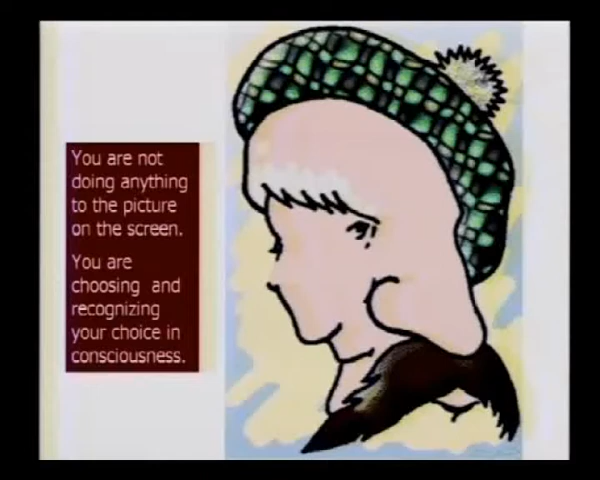 You are not
doing anything
to the picture
on the screen.
You are
choosing and
recognizing
your choice in
consciousness.